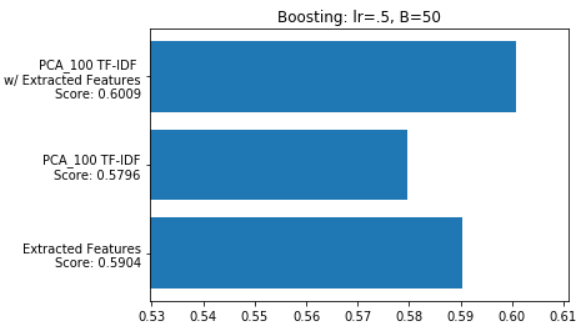 Boosting: lr=.5, B=50
PCA_100 TF-IDF
w/ Extracted Features
Score: 0.6009
PCA_100 TF-IDF
Score: 0.5796
Extracted Features
Score: 0.5904
0.53 0.54 0.55 0.56 0.57 0.58 0.59 0.60 0.61